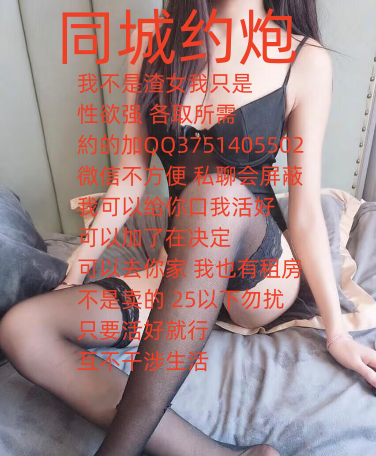 同城约炮
我不是渣女我只是
性欲强 各取所需
約的加QQ3751405502
微信不方便 私聊会屏蔽
我可以给你口我活好
可以加了在决定
可以去你家 我也有租房
不是卖的 25以下勿扰
只要活好就行
互不干涉生活